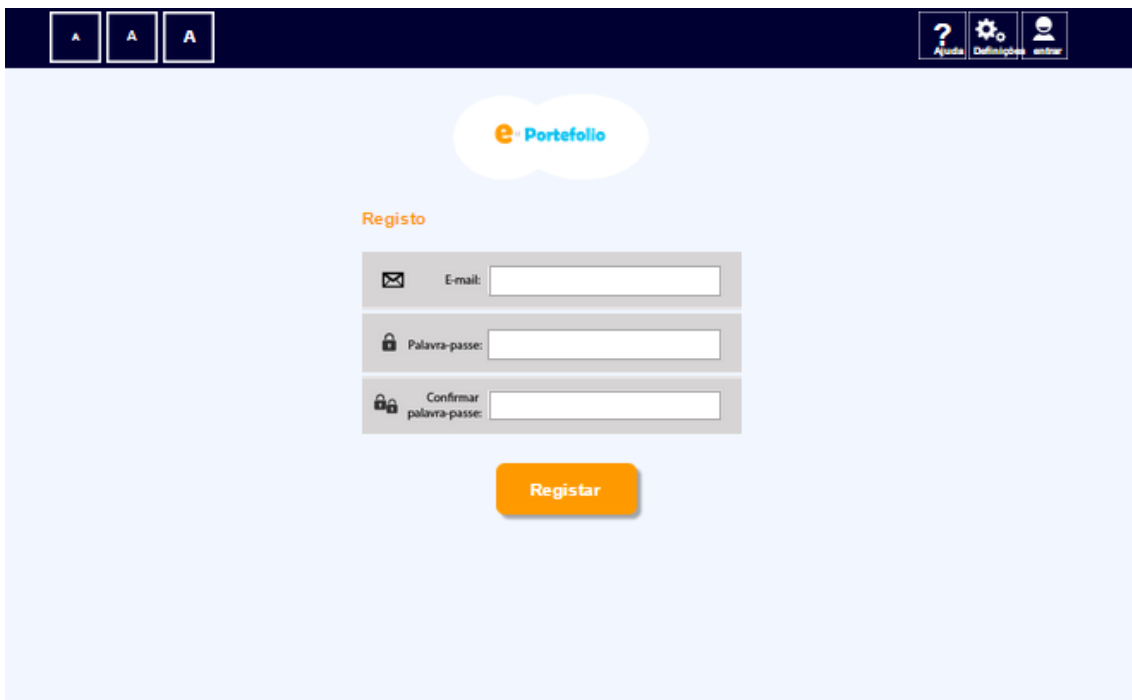 A A A
? Ajuda Definições entrar
e-Portefolio
Registo
E-mail:
Palavra-passe:
Confirmar
palavra-passe:
Registar